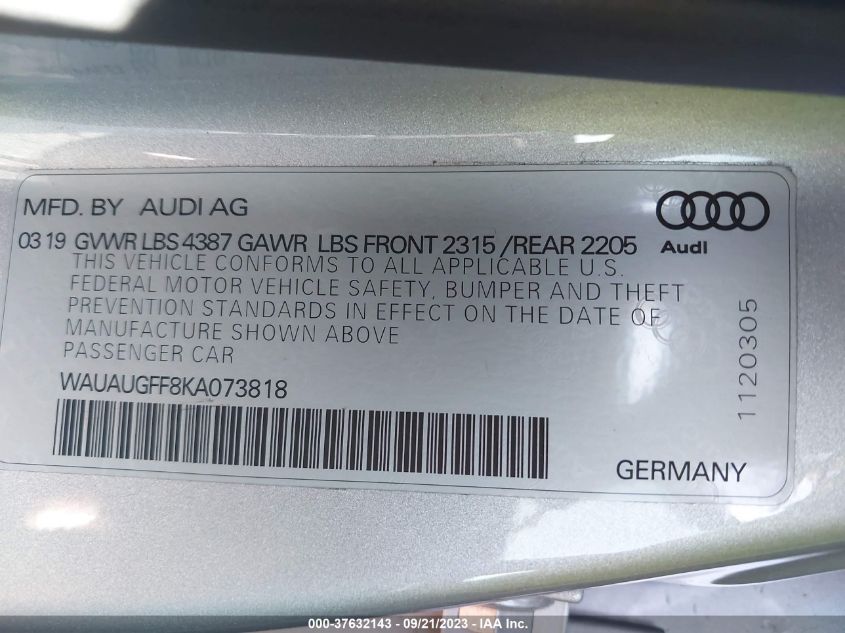 MFD. BY AUDI AG
Audi
03 19 GVWR LBS 4387 GAWR LBS FRONT 2315 /REAR 2205
THIS VEHICLE CONFORMS TO ALL APPLICABLE U.S.
FEDERAL MOTOR VEHICLE SAFETY, BUMPER AND THEFT
PREVENTION STANDARDS IN EFFECT ON THE DATE OF
MANUFACTURE SHOWN ABOVE
PASSENGER CAR
WAUAUGFF8KA073818
1120305
GERMANY
000-37632143 - 09/21/2023 - IAA Inc.